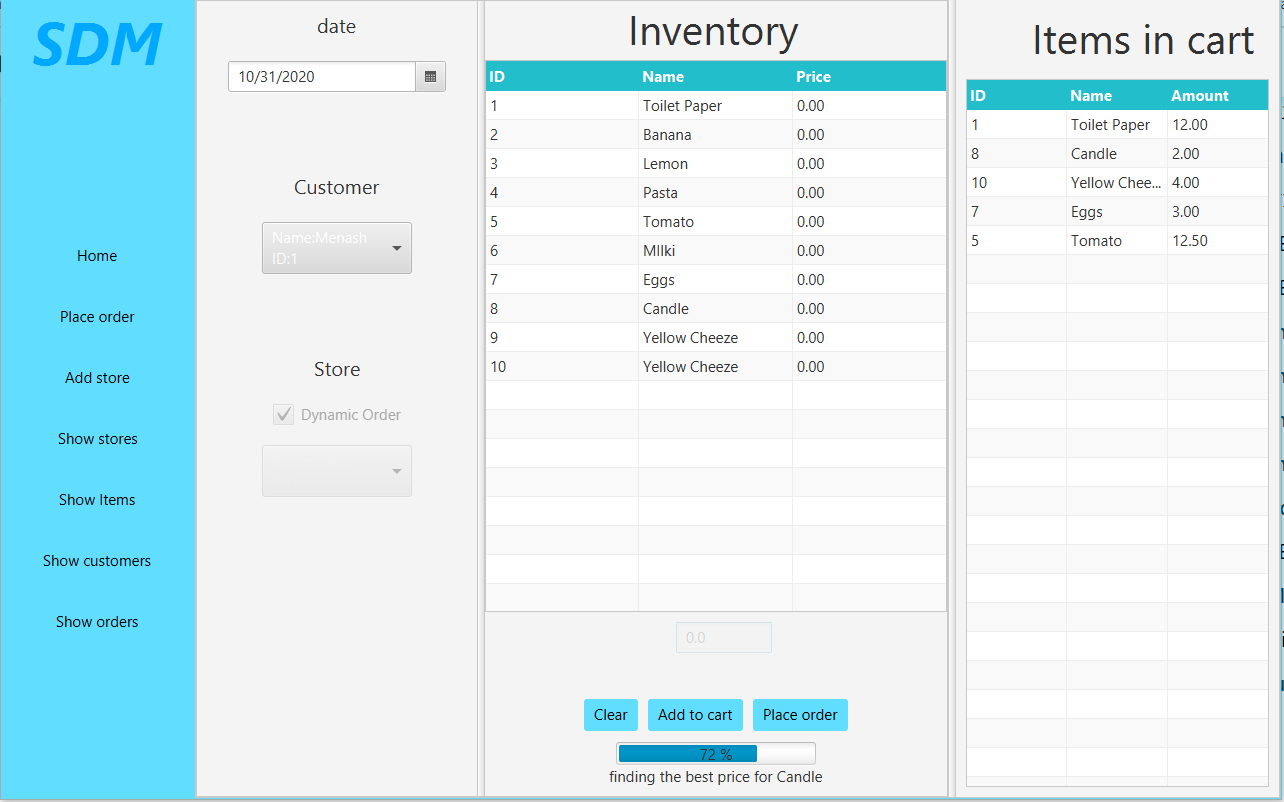 SDM
Home
Place order
Add store
Show stores
Show Items
Show customers
Show orders
date
10/31/2020
Customer
Name:Menash
ID:1
Store
Dynamic Order
Inventory
ID Name Price
1 Toilet Paper 0.00
2 Banana 0.00
3 Lemon 0.00
4 Pasta 0.00
5 Tomato 0.00
6 MIlki 0.00
7 Eggs 0.00
8 Candle 0.00
9 Yellow Cheeze 0.00
10 Yellow Cheeze 0.00
0.0
Clear Add to cart Place order
72 %
finding the best price for Candle
Items in cart
ID Name Amount
1 Toilet Paper 12.00
8 Candle 2.00
10 Yellow Chee... 4.00
7 Eggs 3.00
5 Tomato 12.50